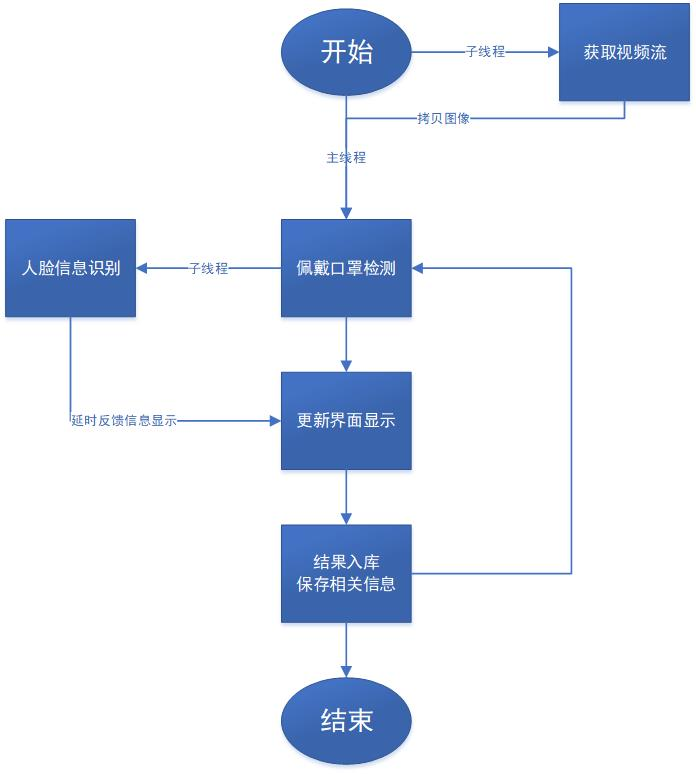 开始
子线程
获取视频流
拷贝图像
主线程
人脸信息识别
子线程
佩戴口罩检测
延时反馈信息显示
更新界面显示
结果入库
保存相关信息
结束